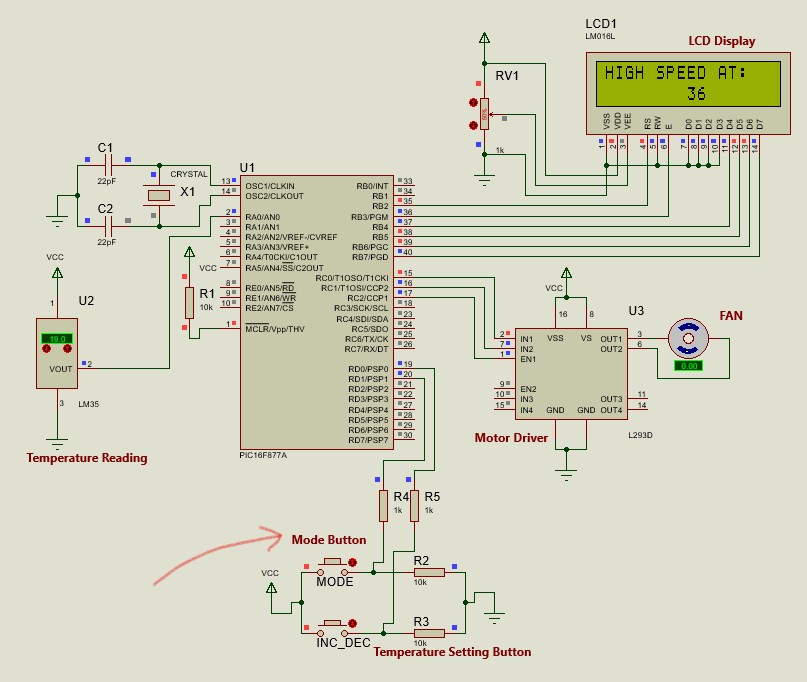 LCD1
LM016L
LCD Display
HIGH SPEED AT:
36
VSS
VDD
VEE
RS
RW
E
D0
D1
D2
D3
D4
D5
D6
D7
1
2
3
4
5
6
7
8
9
10
11
12
13
14
RV1
50%
1k
C1
22pF
CRYSTAL
X1
C2
22pF
U1
13 OSC1/CLKIN
14 OSC2/CLKOUT
2 RA0/AN0
3 RA1/AN1
4 RA2/AN2/VREF-/CVREF
5 RA3/AN3/VREF+
6 RA4/T0CKI/C1OUT
7 RA5/AN4/SS/C2OUT
8 RE0/AN5/RD
9 RE1/AN6/WR
10 RE2/AN7/CS
1 MCLR/Vpp/THV
RB0/INT 33
RB1 34
RB2 35
RB3/PGM 36
RB4 37
RB5 38
RB6/PGC 39
RB7/PGD 40
RC0/T1OSO/T1CKI 15
RC1/T1OSI/CCP2 16
RC2/CCP1 17
RC3/SCK/SCL 18
RC4/SDI/SDA 23
RC5/SDO 24
RC6/TX/CK 25
RC7/RX/DT 26
RD0/PSP0 19
RD1/PSP1 20
RD2/PSP2 21
RD3/PSP3 22
RD4/PSP4 27
RD5/PSP5 28
RD6/PSP6 29
RD7/PSP7 30
PIC16F877A
VCC
R1
10k
VCC
U2
1
19.0
VOUT 2
3
LM35
Temperature Reading
VCC
16
8
U3
VSS VS
2 IN1
7 IN2
1 EN1
9 EN2
10 IN3
15 IN4
OUT1 3
OUT2 6
OUT3 11
OUT4 14
GND GND
L293D
FAN
0.00
Motor Driver
R4
1k
R5
1k
Mode Button
VCC
MODE
R2
10k
INC_DEC
R3
10k
Temperature Setting Button